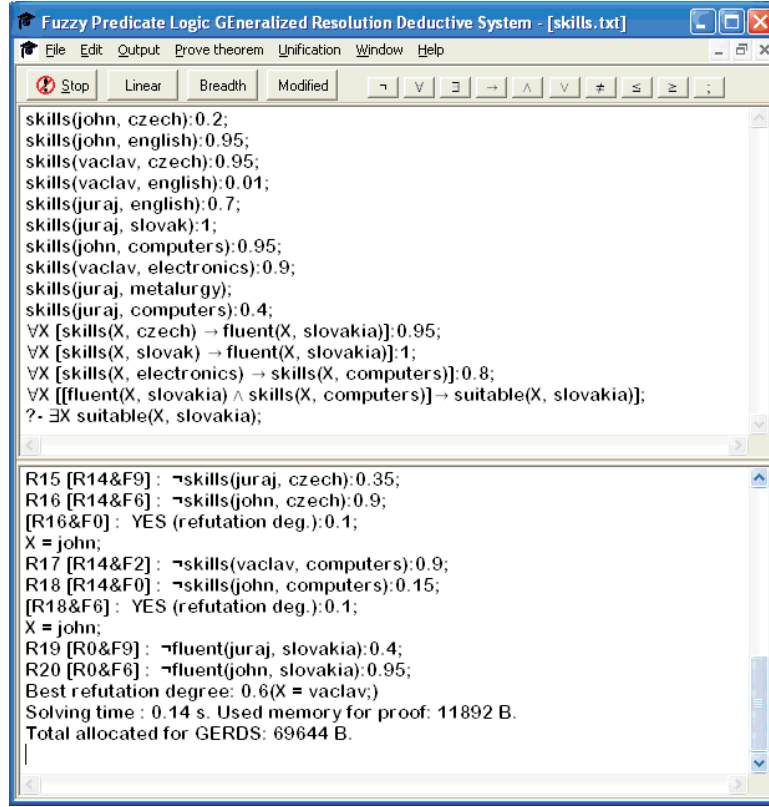 Fuzzy Predicate Logic GEneralized Resolution Deductive System - [skills.txt]
File Edit Output Prove theorem Unification Window Help
Stop Linear Breadth Modified ¬ ∀ ∃ → ∧ ∨ ≠ ≤ ≥ ;
skills(john, czech):0.2;
skills(john, english):0.95;
skills(vaclav, czech):0.95;
skills(vaclav, english):0.01;
skills(juraj, english):0.7;
skills(juraj, slovak):1;
skills(john, computers):0.95;
skills(vaclav, electronics):0.9;
skills(juraj, metalurgy);
skills(juraj, computers):0.4;
∀X [skills(X, czech) → fluent(X, slovakia)]:0.95;
∀X [skills(X, slovak) → fluent(X, slovakia)]:1;
∀X [skills(X, electronics) → skills(X, computers)]:0.8;
∀X [[fluent(X, slovakia) ∧ skills(X, computers)]→ suitable(X, slovakia)];
?- ∃X suitable(X, slovakia);
R15 [R14&F9] : ¬skills(juraj, czech):0.35;
R16 [R14&F6] : ¬skills(john, czech):0.9;
[R16&F0] : YES (refutation deg.):0.1;
X = john;
R17 [R14&F2] : ¬skills(vaclav, computers):0.9;
R18 [R14&F0] : ¬skills(john, computers):0.15;
[R18&F6] : YES (refutation deg.):0.1;
X = john;
R19 [R0&F9] : ¬fluent(juraj, slovakia):0.4;
R20 [R0&F6] : ¬fluent(john, slovakia):0.95;
Best refutation degree: 0.6(X = vaclav;)
Solving time : 0.14 s. Used memory for proof: 11892 B.
Total allocated for GERDS: 69644 B.